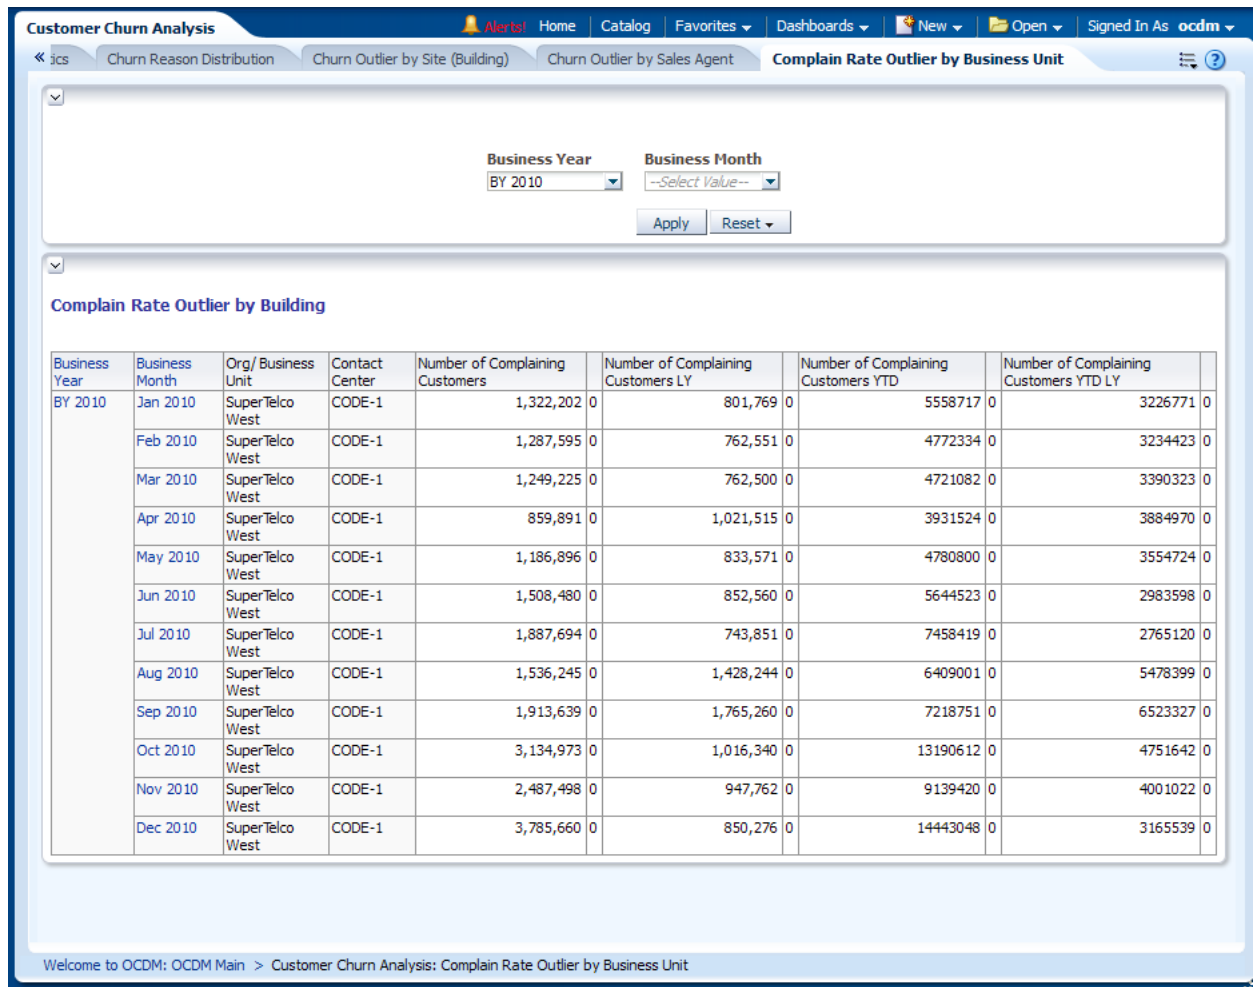 Customer Churn Analysis
Alerts! Home Catalog Favorites Dashboards New Open Signed In As ocdm
« ics Churn Reason Distribution Churn Outlier by Site (Building) Churn Outlier by Sales Agent Complain Rate Outlier by Business Unit
Business Year Business Month
BY 2010 --Select Value--
Apply Reset
Complain Rate Outlier by Building
Business Year Business Month Org/Business Unit Contact Center Number of Complaining Customers Number of Complaining Customers LY Number of Complaining Customers YTD Number of Complaining Customers YTD LY
BY 2010 Jan 2010 SuperTelco West CODE-1 1,322,202 0 801,769 0 5558717 0 3226771 0
Feb 2010 SuperTelco West CODE-1 1,287,595 0 762,551 0 4772334 0 3234423 0
Mar 2010 SuperTelco West CODE-1 1,249,225 0 762,500 0 4721082 0 3390323 0
Apr 2010 SuperTelco West CODE-1 859,891 0 1,021,515 0 3931524 0 3884970 0
May 2010 SuperTelco West CODE-1 1,186,896 0 833,571 0 4780800 0 3554724 0
Jun 2010 SuperTelco West CODE-1 1,508,480 0 852,560 0 5644523 0 2983598 0
Jul 2010 SuperTelco West CODE-1 1,887,694 0 743,851 0 7458419 0 2765120 0
Aug 2010 SuperTelco West CODE-1 1,536,245 0 1,428,244 0 6409001 0 5478399 0
Sep 2010 SuperTelco West CODE-1 1,913,639 0 1,765,260 0 7218751 0 6523327 0
Oct 2010 SuperTelco West CODE-1 3,134,973 0 1,016,340 0 13190612 0 4751642 0
Nov 2010 SuperTelco West CODE-1 2,487,498 0 947,762 0 9139420 0 4001022 0
Dec 2010 SuperTelco West CODE-1 3,785,660 0 850,276 0 14443048 0 3165539 0
Welcome to OCDM: OCDM Main > Customer Churn Analysis: Complain Rate Outlier by Business Unit